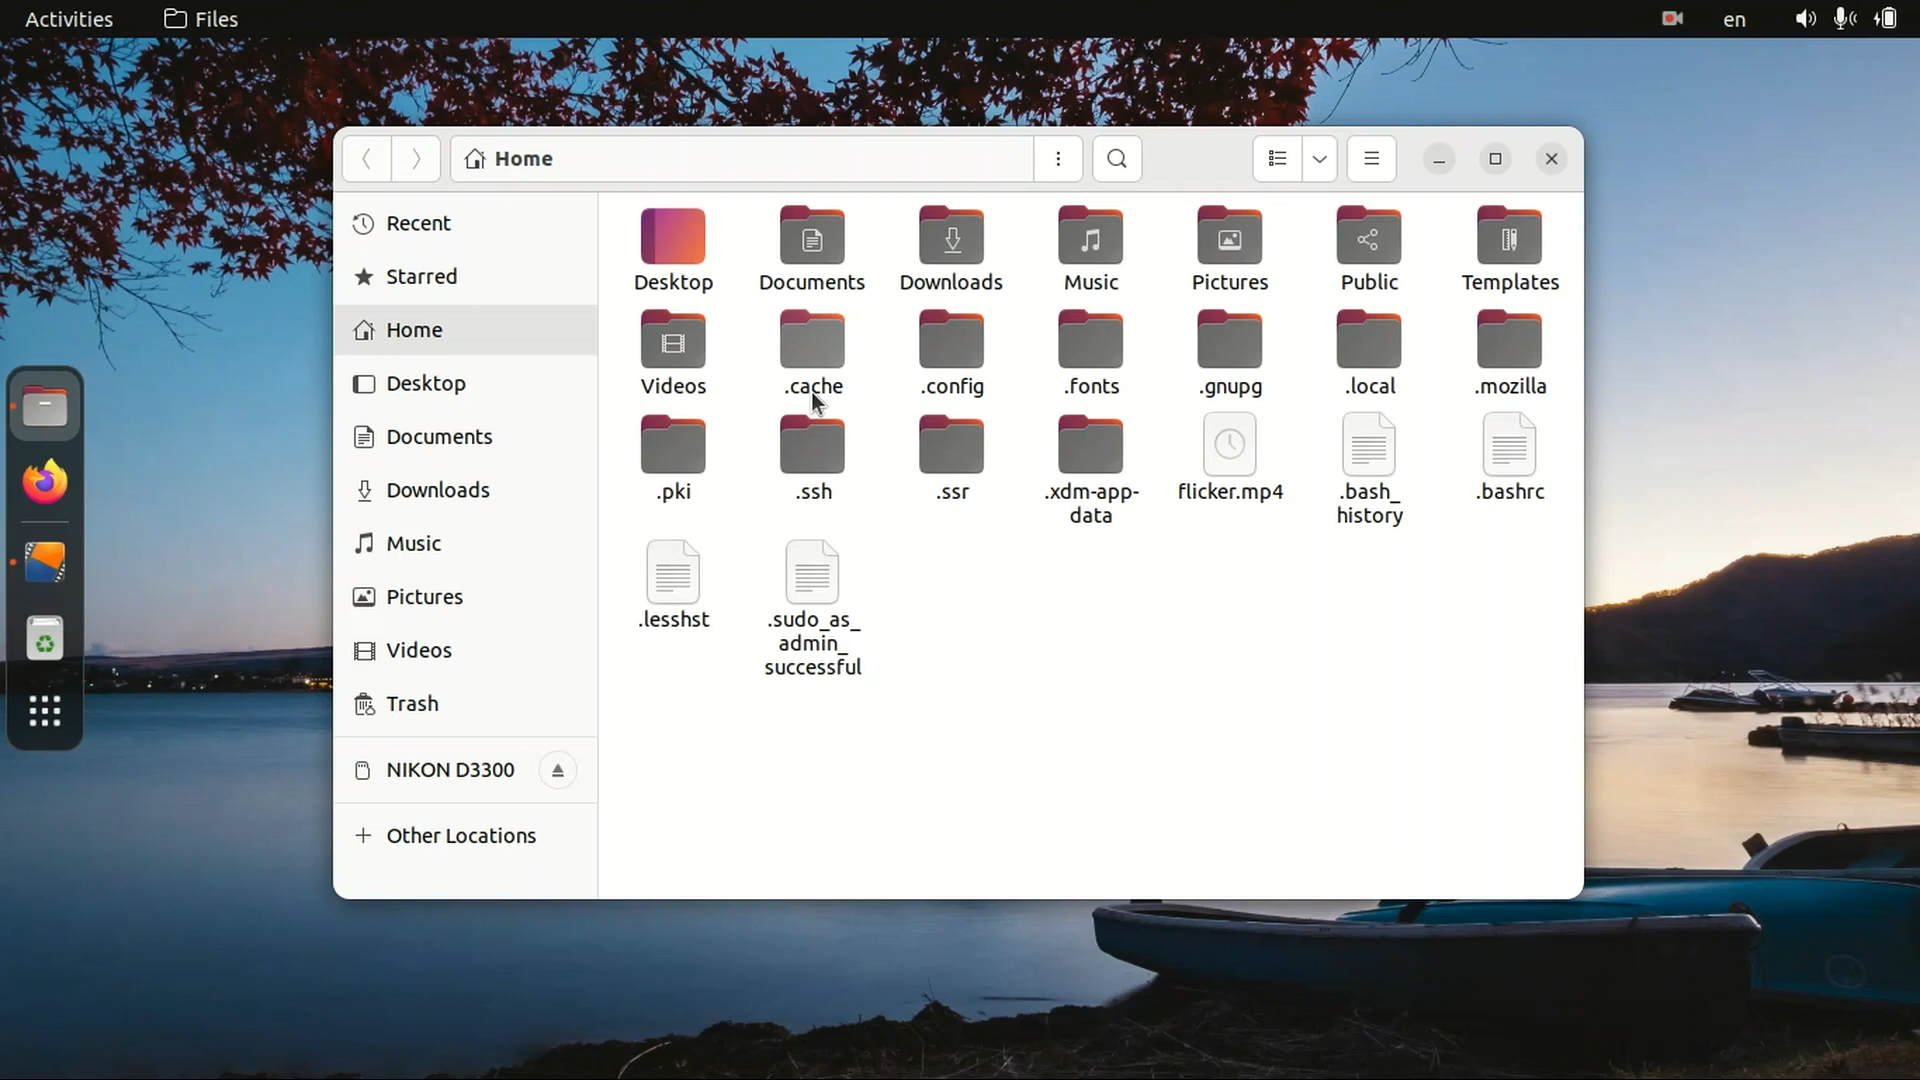 Activities
Files
en
Home
Recent
Starred
Home
Desktop
Documents
Downloads
Music
Pictures
Videos
Trash
NIKON D3300
Other Locations
Desktop
Documents
Downloads
Music
Pictures
Public
Templates
Videos
.cache
.config
.fonts
.gnupg
.local
.mozilla
.pki
.ssh
.ssr
.xdm-app-
data
flicker.mp4
.bash_
history
.bashrc
.lesshst
.sudo_as_
admin_
successful